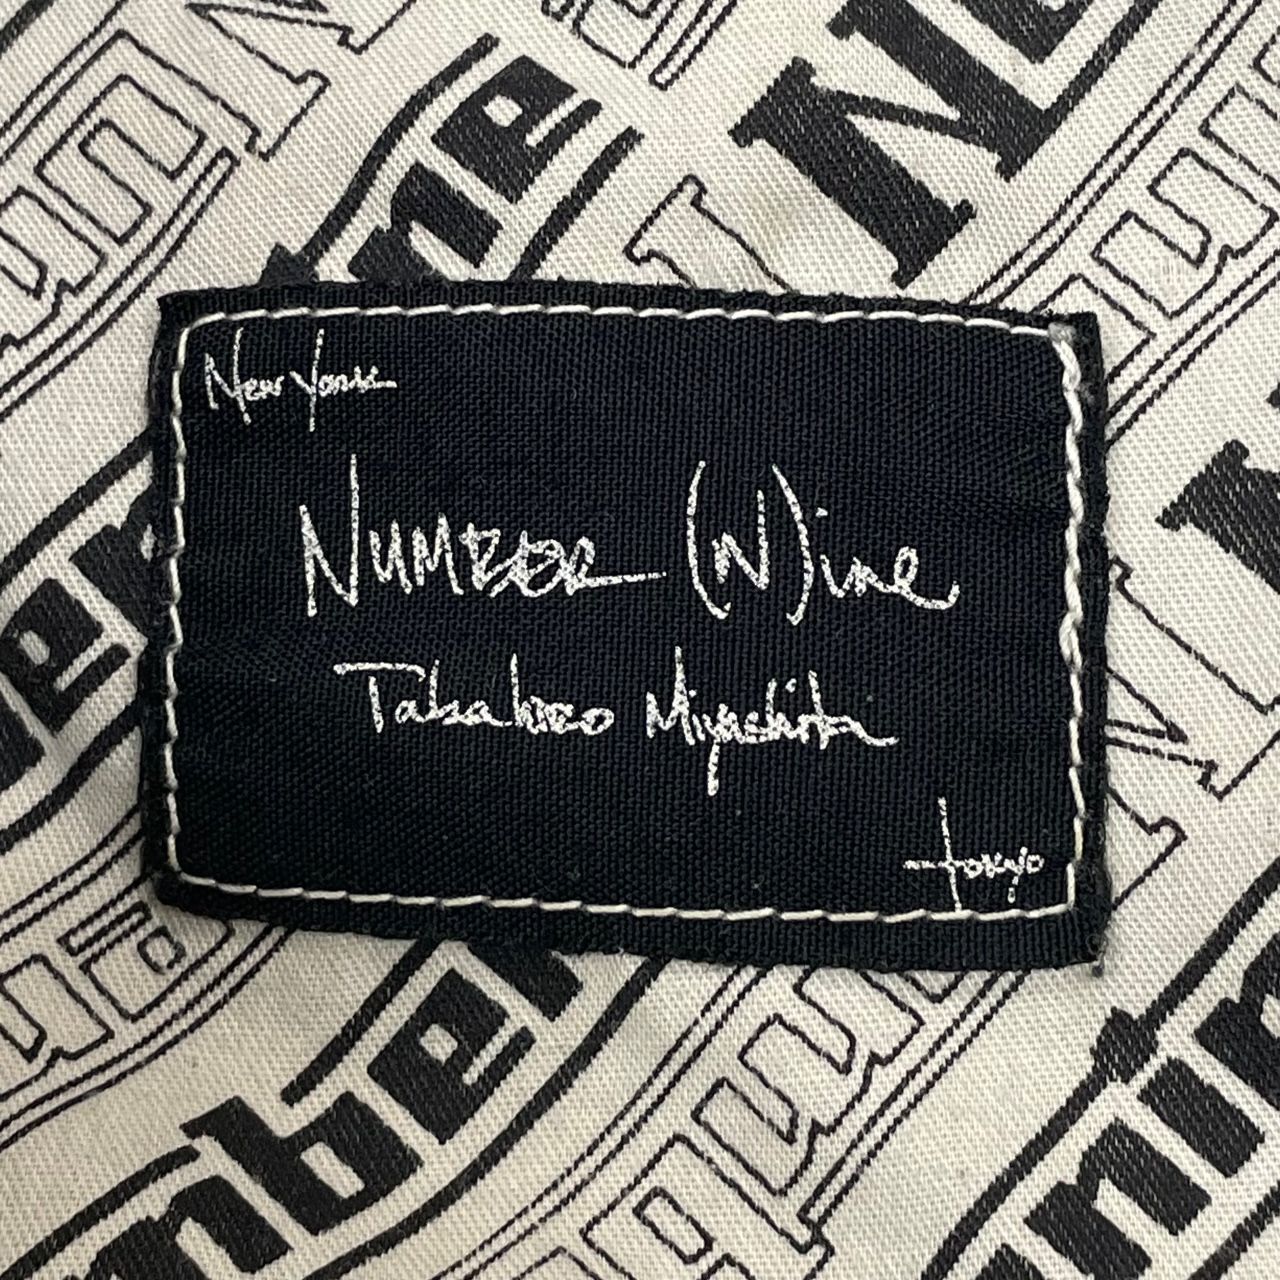 New York
Number (N)ine
Takahiro Miyashita
tokyo